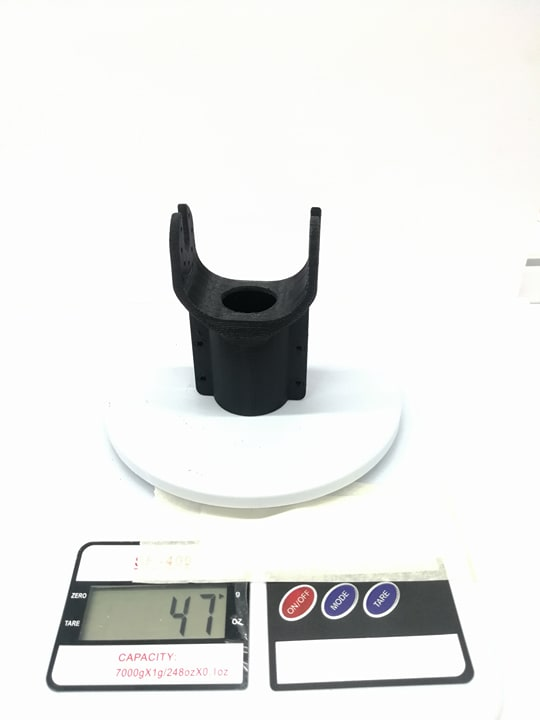 ZERO
TARE
47
g
OZ
CAPACITY:
7000gX1g/248ozX0.1oz
ON/OFF
MODE
TARE